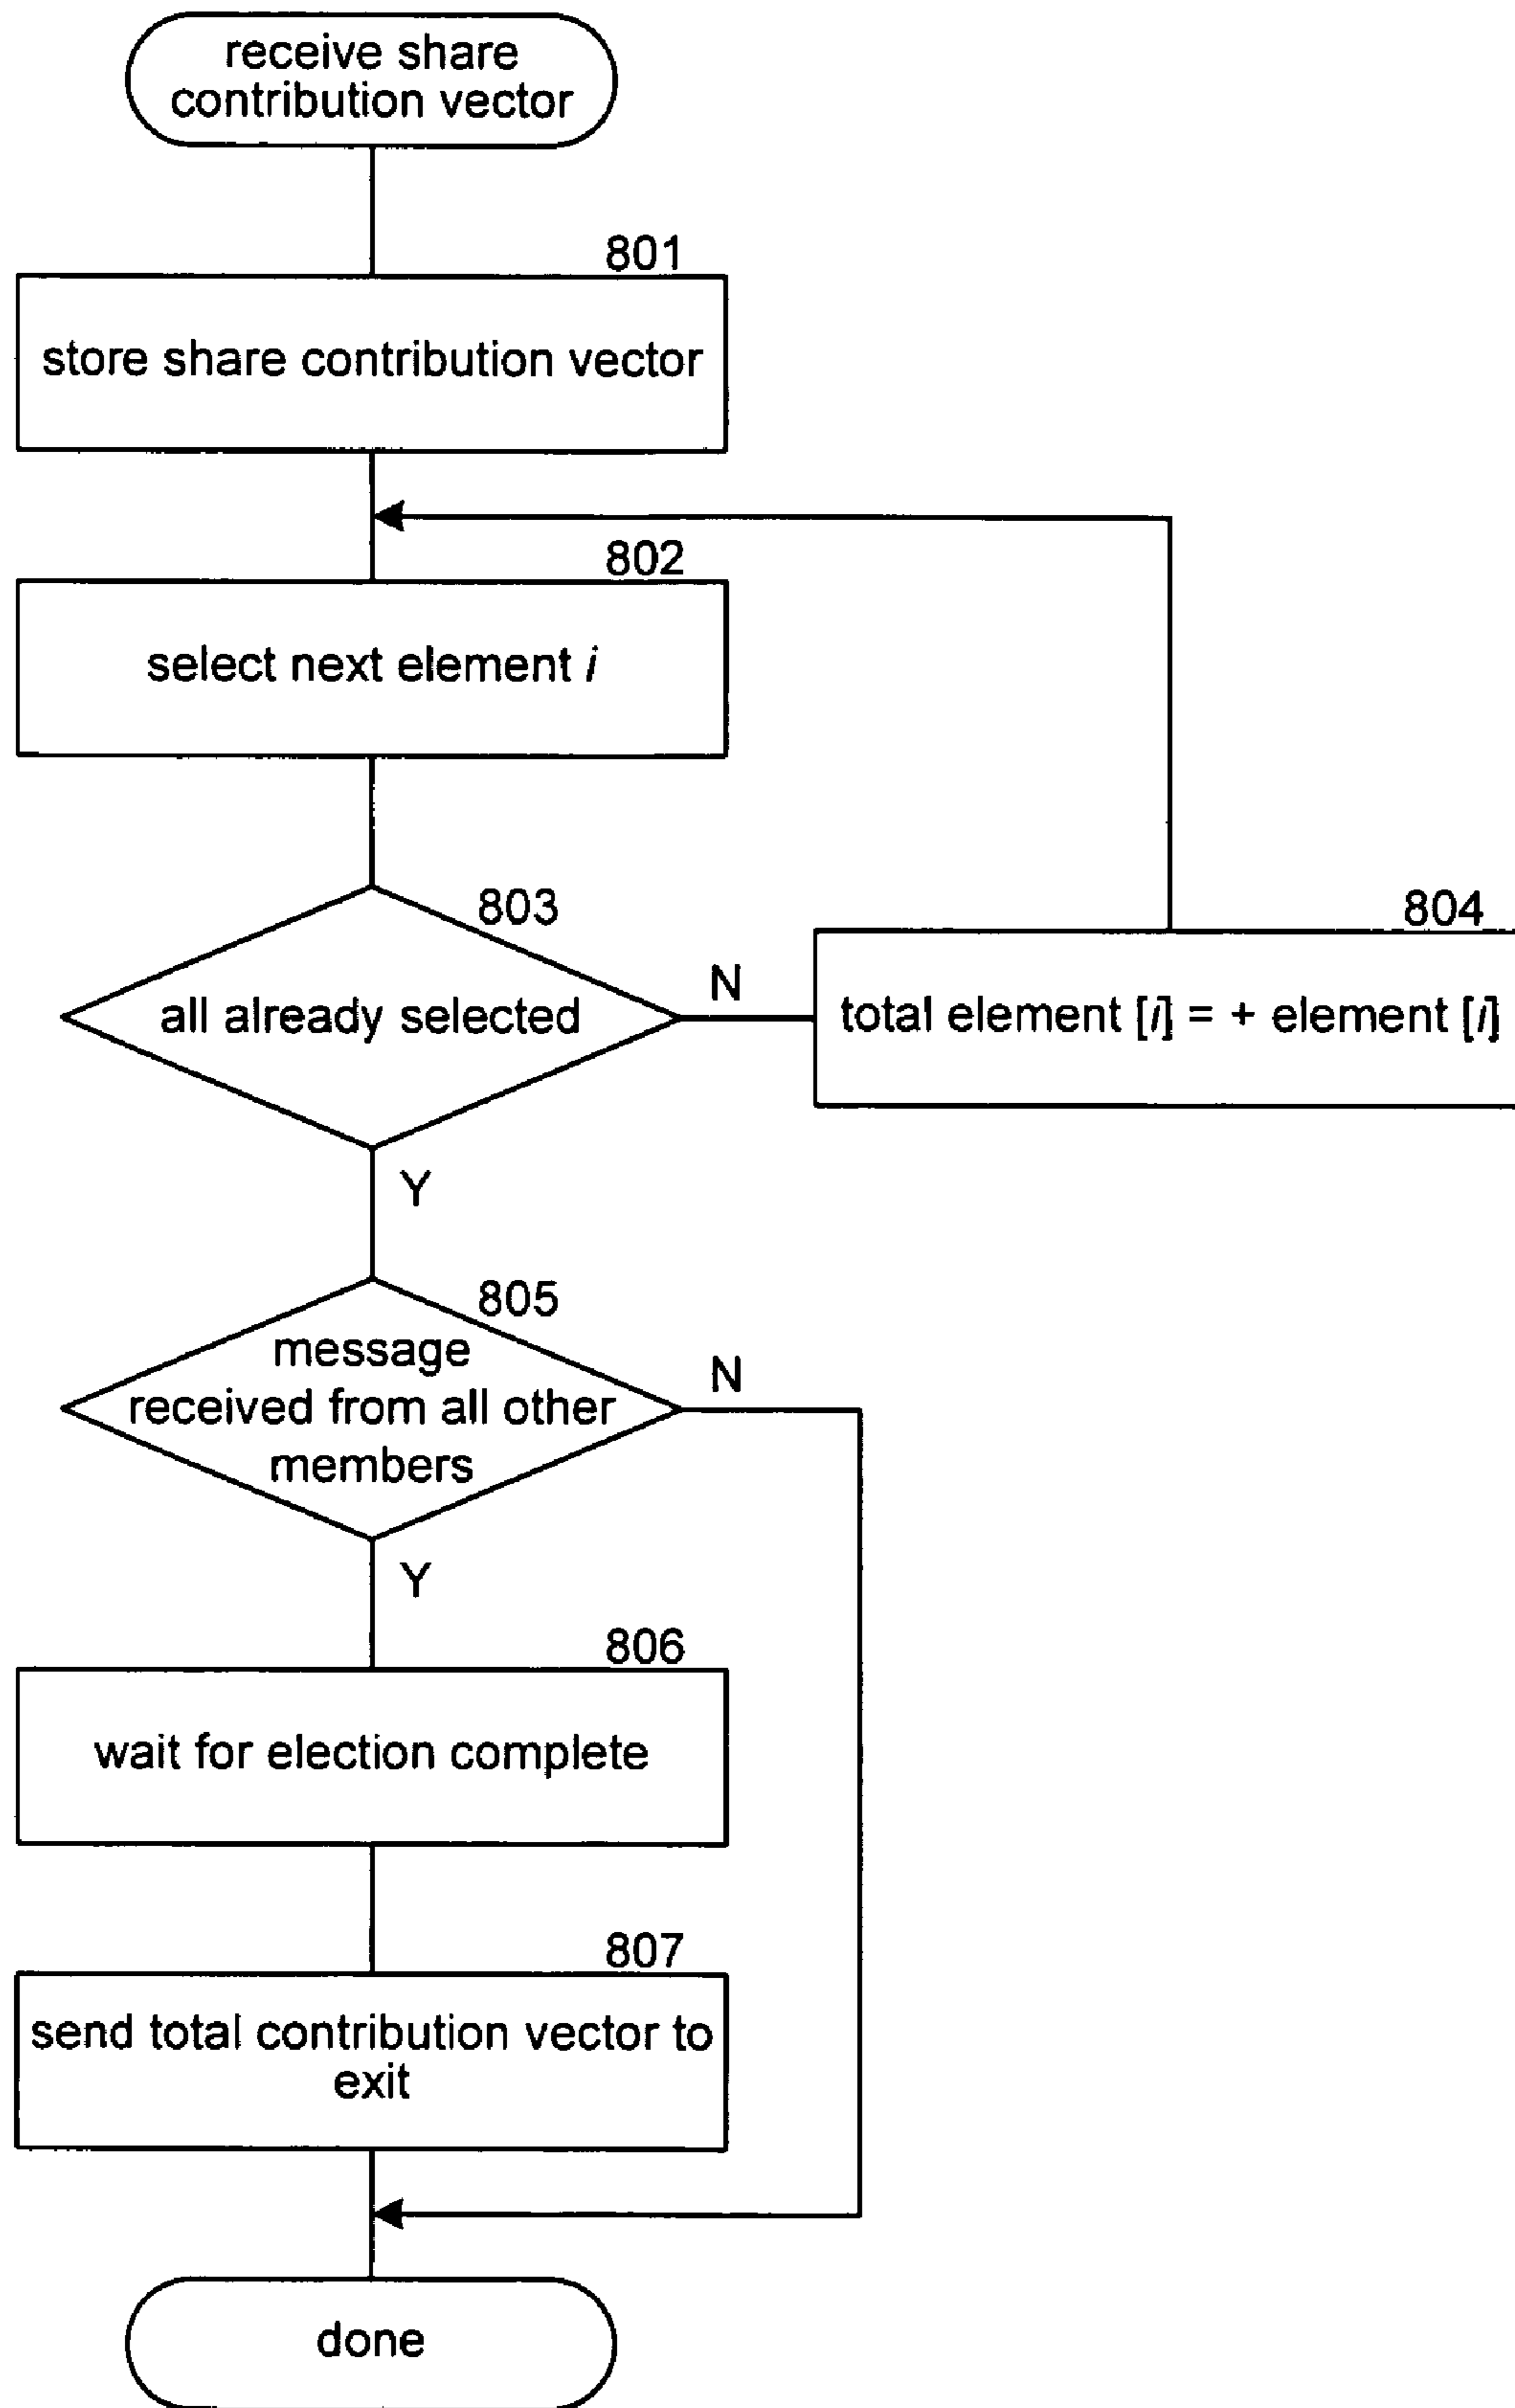 receive share
contribution vector
801
store share contribution vector
802
select next element i
803
all already selected
N
804
total element [i] = + element [i]
Y
805
message
received from all other
members
N
Y
806
wait for election complete
807
send total contribution vector to
exit
done